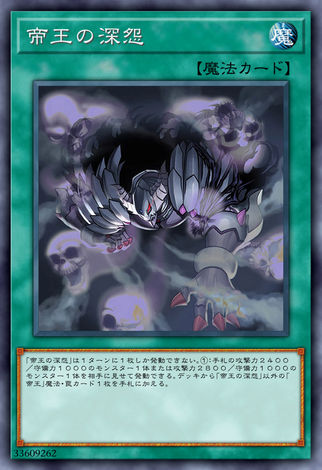 帝王の深怨
魔
【魔法カード】
「帝王の深怨」は1ターンに1枚しか発動できない。①:手札の攻撃力2400
/守備力1000のモンスター1体または攻撃力2800/守備力1000の
モンスター1体を相手に見せて発動できる。デッキから「帝王の深怨」以外の「帝
王」魔法・罠カード1枚を手札に加える。
33609262